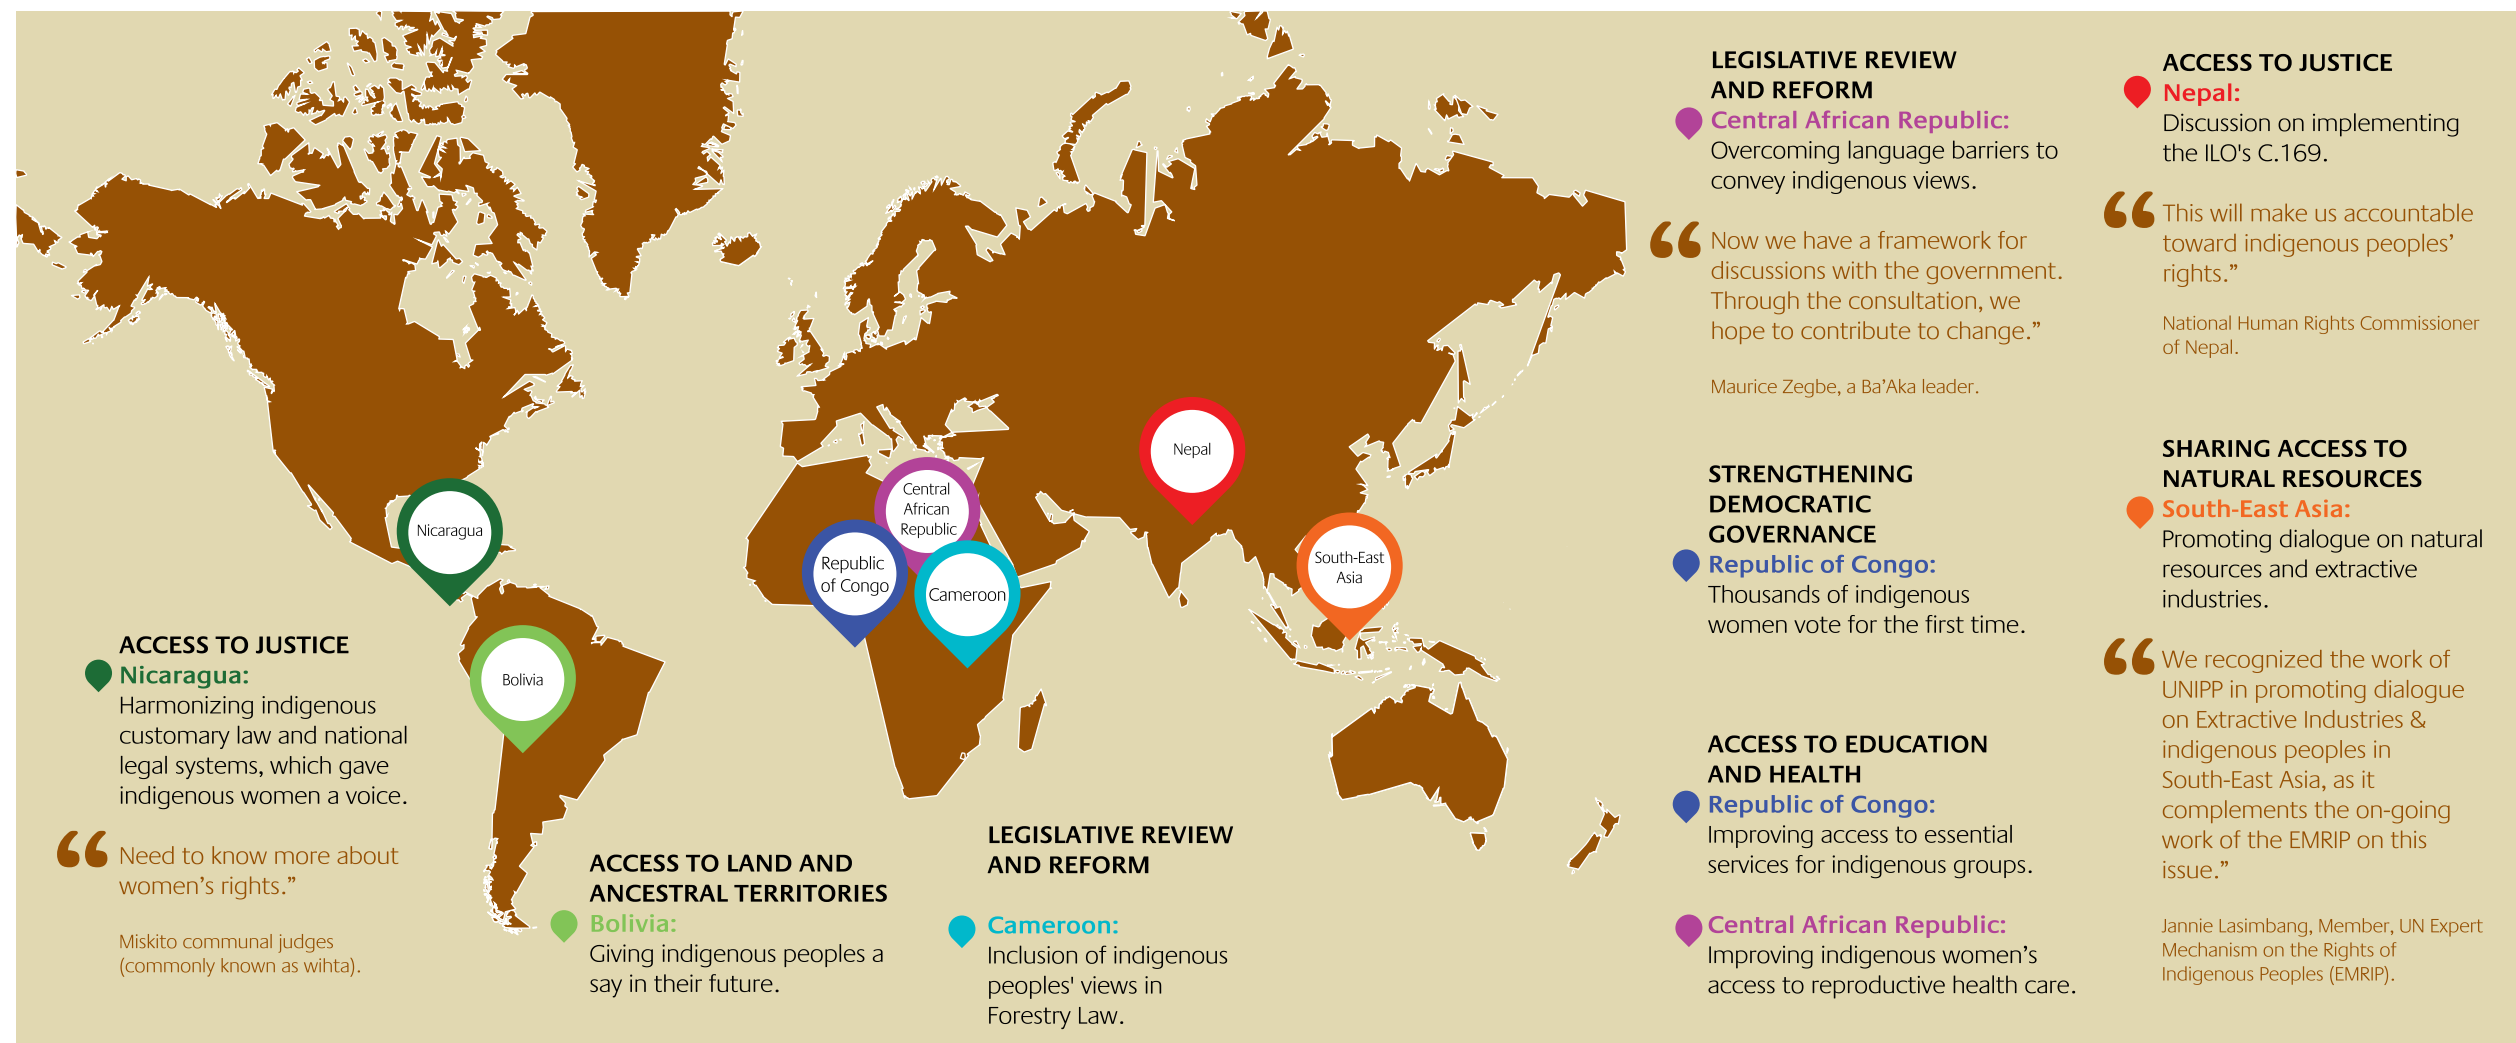 Nicaragua
Bolivia
Central
African
Republic
Republic
of Congo
Cameroon
Nepal
South-East
Asia
ACCESS TO JUSTICE
Nicaragua:
Harmonizing indigenous
customary law and national
legal systems, which gave
indigenous women a voice.
“Need to know more about
women’s rights.”
Miskito communal judges
(commonly known as wihta).
ACCESS TO LAND AND
ANCESTRAL TERRITORIES
Bolivia:
Giving indigenous peoples a
say in their future.
LEGISLATIVE REVIEW
AND REFORM
Cameroon:
Inclusion of indigenous
peoples' views in
Forestry Law.
LEGISLATIVE REVIEW
AND REFORM
Central African Republic:
Overcoming language barriers to
convey indigenous views.
“Now we have a framework for
discussions with the government.
Through the consultation, we
hope to contribute to change.”
Maurice Zegbe, a Ba’Aka leader.
STRENGTHENING
DEMOCRATIC
GOVERNANCE
Republic of Congo:
Thousands of indigenous
women vote for the first time.
ACCESS TO EDUCATION
AND HEALTH
Republic of Congo:
Improving access to essential
services for indigenous groups.
Central African Republic:
Improving indigenous women’s
access to reproductive health care.
ACCESS TO JUSTICE
Nepal:
Discussion on implementing
the ILO's C.169.
“This will make us accountable
toward indigenous peoples’
rights.”
National Human Rights Commissioner
of Nepal.
SHARING ACCESS TO
NATURAL RESOURCES
South-East Asia:
Promoting dialogue on natural
resources and extractive
industries.
“We recognized the work of
UNIPP in promoting dialogue
on Extractive Industries &
indigenous peoples in
South-East Asia, as it
complements the on-going
work of the EMRIP on this
issue.”
Jannie Lasimbang, Member, UN Expert
Mechanism on the Rights of
Indigenous Peoples (EMRIP).